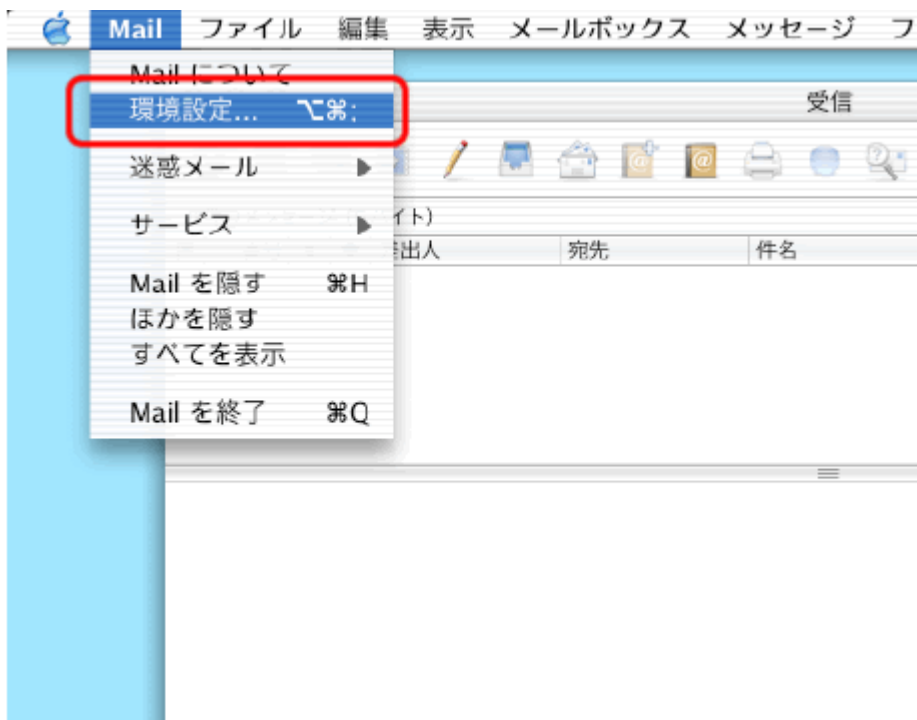 Mail ファイル 編集 表示 メールボックス メッセージ フ
Mail について
環境設定... ⌥⌘;
迷惑メール ▶
サービス ▶
Mail を隠す ⌘H
ほかを隠す
すべてを表示
Mail を終了 ⌘Q
受信
イト)
出人 宛先 件名